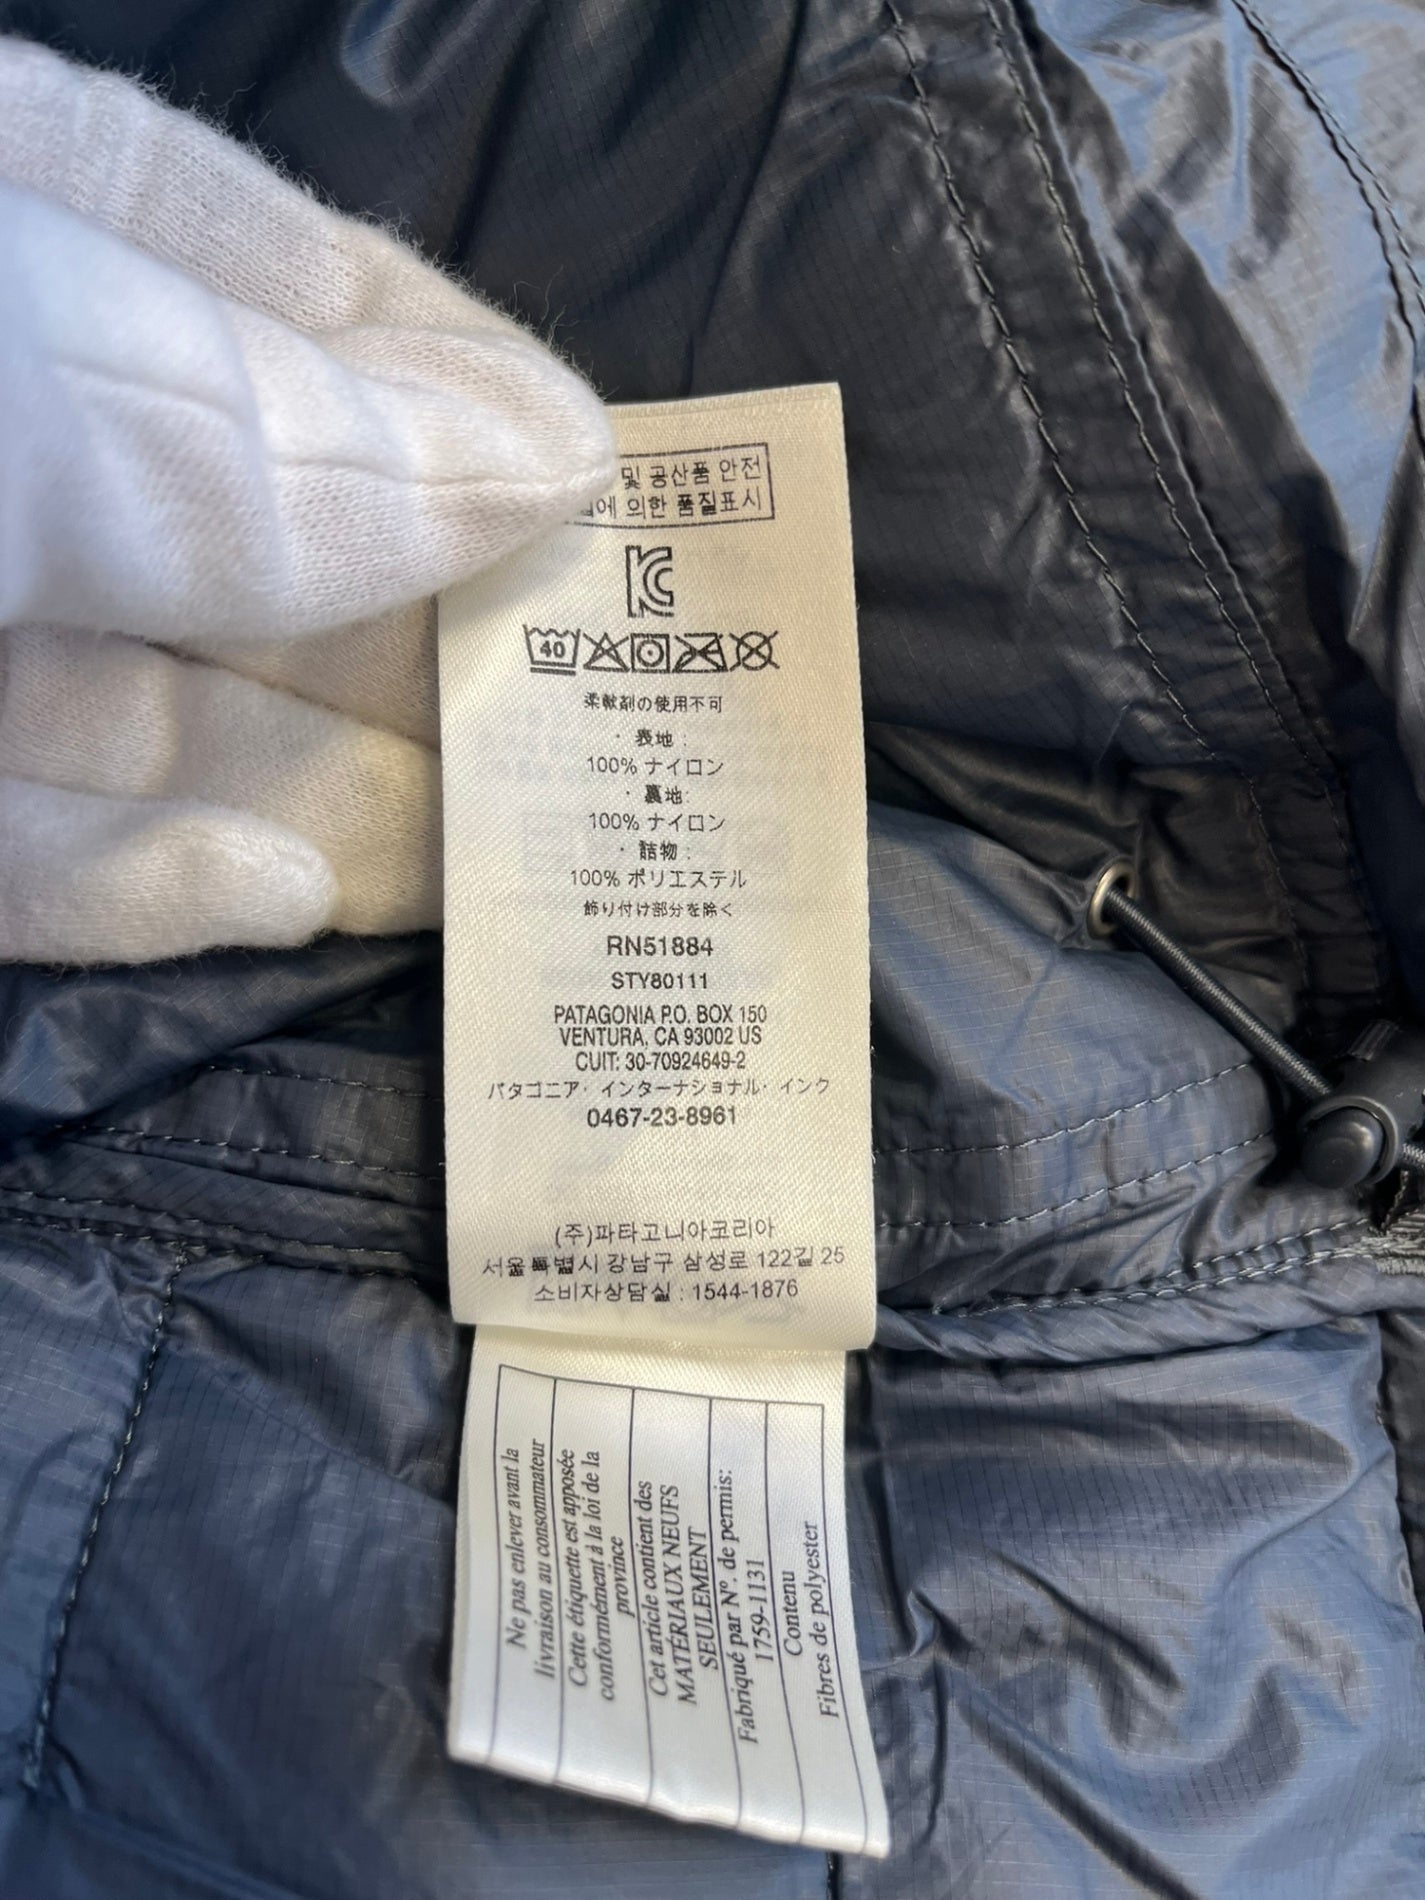 및 공산품 안전
에 의한 품질표시
KC
40
柔軟剤の使用不可
・表地:
100% ナイロン
・裏地:
100% ナイロン
・詰物:
100% ポリエステル
飾り付け部分を除く
RN51884
STY80111
PATAGONIA P.O. BOX 150
VENTURA, CA 93002 US
CUIT: 30-70924649-2
パタゴニア・インターナショナル・インク
0467-23-8961
(주)파타고니아코리아
서울특별시 강남구 삼성로 122길 25
소비자상담실 : 1544-1876
Ne pas enlever avant la
livraison au consommateur
Cette étiquette est apposée
conformément à la loi de la
province
Cet article contient des
MATÉRIAUX NEUFS
SEULEMENT
Fabriqué par N°. de permis:
1759-1131
Contenu
Fibres de polyester